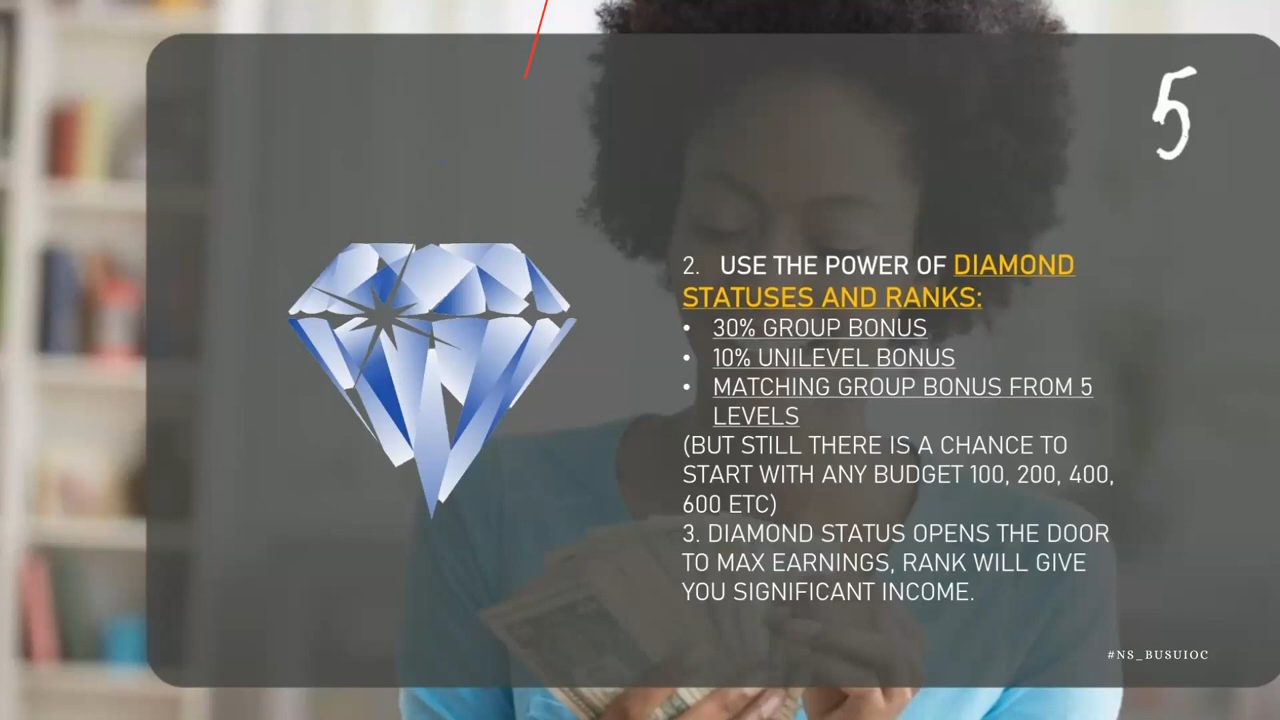 5
2. USE THE POWER OF DIAMOND
STATUSES AND RANKS:
• 30% GROUP BONUS
• 10% UNILEVEL BONUS
• MATCHING GROUP BONUS FROM 5
LEVELS
(BUT STILL THERE IS A CHANCE TO
START WITH ANY BUDGET 100, 200, 400,
600 ETC)
3. DIAMOND STATUS OPENS THE DOOR
TO MAX EARNINGS, RANK WILL GIVE
YOU SIGNIFICANT INCOME.
#NS_BUSUIOC